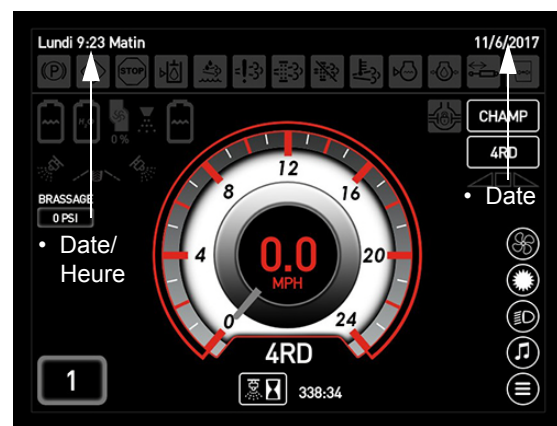 Lundi 9:23 Matin
11/6/2017
(P)
STOP
H₂O
0 %
CHAMP
4RD
BRASSAGE
0 PSI
• Date/
Heure
• Date
0
4
8
12
16
20
24
0.0
MPH
4RD
1
338:34